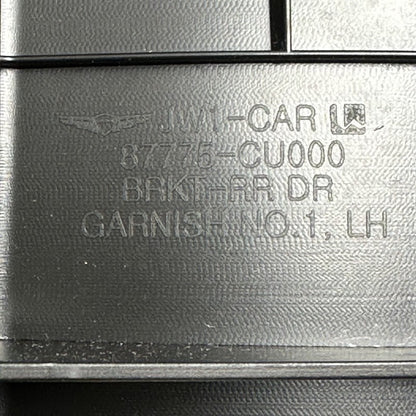 JW1-CAR
87775-CU000
BRKT-RR DR
GARNISH NO.1, LH